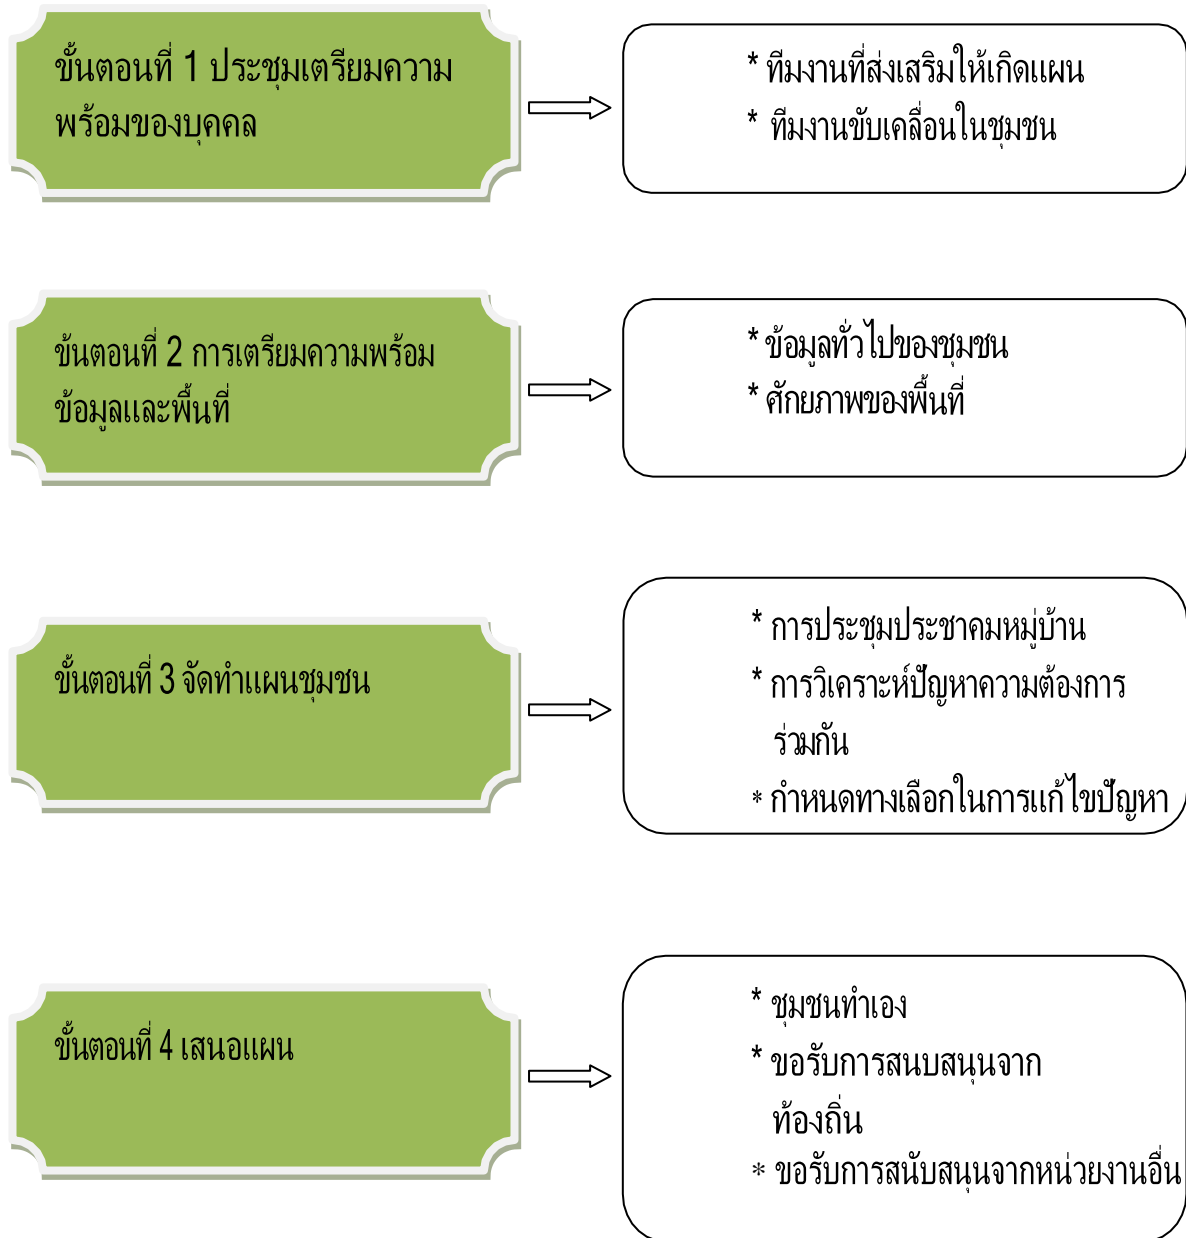 ขั้นตอนที่ 1 ประชุมเตรียมความ
พร้อมของบุคคล
* ทีมงานที่ส่งเสริมให้เกิดแผน
* ทีมงานขับเคลื่อนในชุมชน
ข้นตอนที่ 2 การเตรียมความพร้อม
ข้อมูลและพื้นที่
* ข้อมูลทั่วไปของชุมชน
* ศักยภาพของพื้นที่
ขั้นตอนที่ 3 จัดทำแผนชุมชน
* การประชุมประชาคมหมู่บ้าน
* การวิเคราะห์ปัญหาความต้องการ
ร่วมกัน
* กำหนดทางเลือกในการแก้ไขปัญหา
ขั้นตอนที่ 4 เสนอแผน
* ชุมชนทำเอง
* ขอรับการสนบสนุนจาก
ท้องถิ่น
* ขอรับการสนับสนุนจากหน่วยงานอื่น